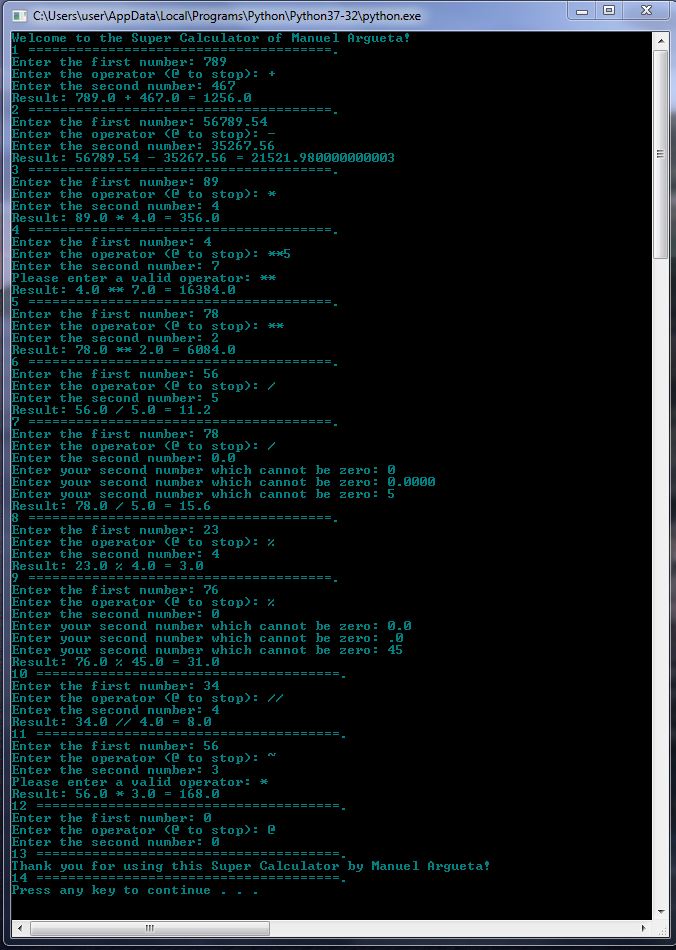 C:\Users\user\AppData\Local\Programs\Python\Python37-32\python.exe
Welcome to the Super Calculator of Manuel Argueta!
1 ======================================.
Enter the first number: 789
Enter the operator (@ to stop): +
Enter the second number: 467
Result: 789.0 + 467.0 = 1256.0
2 ======================================.
Enter the first number: 56789.54
Enter the operator (@ to stop): -
Enter the second number: 35267.56
Result: 56789.54 - 35267.56 = 21521.980000000003
3 ======================================.
Enter the first number: 89
Enter the operator (@ to stop): *
Enter the second number: 4
Result: 89.0 * 4.0 = 356.0
4 ======================================.
Enter the first number: 4
Enter the operator (@ to stop): **5
Enter the second number: 7
Please enter a valid operator: **
Result: 4.0 ** 7.0 = 16384.0
5 ======================================.
Enter the first number: 78
Enter the operator (@ to stop): **
Enter the second number: 2
Result: 78.0 ** 2.0 = 6084.0
6 ======================================.
Enter the first number: 56
Enter the operator (@ to stop): /
Enter the second number: 5
Result: 56.0 / 5.0 = 11.2
7 ======================================.
Enter the first number: 78
Enter the operator (@ to stop): /
Enter the second number: 0.0
Enter your second number which cannot be zero: 0
Enter your second number which cannot be zero: 0.0000
Enter your second number which cannot be zero: 5
Result: 78.0 / 5.0 = 15.6
8 ======================================.
Enter the first number: 23
Enter the operator (@ to stop): %
Enter the second number: 4
Result: 23.0 % 4.0 = 3.0
9 ======================================.
Enter the first number: 76
Enter the operator (@ to stop): %
Enter the second number: 0
Enter your second number which cannot be zero: 0.0
Enter your second number which cannot be zero: .0
Enter your second number which cannot be zero: 45
Result: 76.0 % 45.0 = 31.0
10 ======================================.
Enter the first number: 34
Enter the operator (@ to stop): //
Enter the second number: 4
Result: 34.0 // 4.0 = 8.0
11 ======================================.
Enter the first number: 56
Enter the operator (@ to stop): ~
Enter the second number: 3
Please enter a valid operator: *
Result: 56.0 * 3.0 = 168.0
12 ======================================.
Enter the first number: 0
Enter the operator (@ to stop): @
Enter the second number: 0
13 ======================================.
Thank you for using this Super Calculator by Manuel Argueta!
14 ======================================.
Press any key to continue . . .